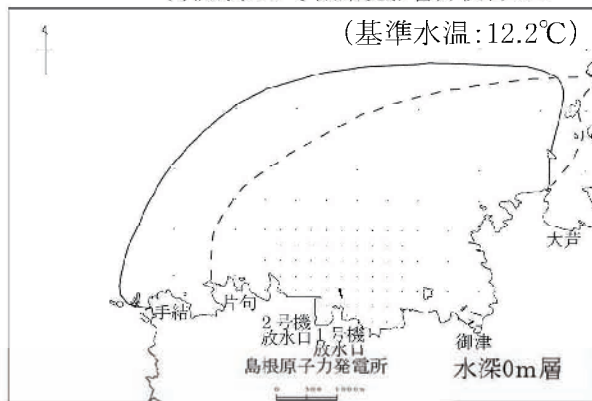 (基準水温:12.2℃)
大芦
手結
片句
2号機
放水口
1号機
放水口
御津
島根原子力発電所
水深0m層